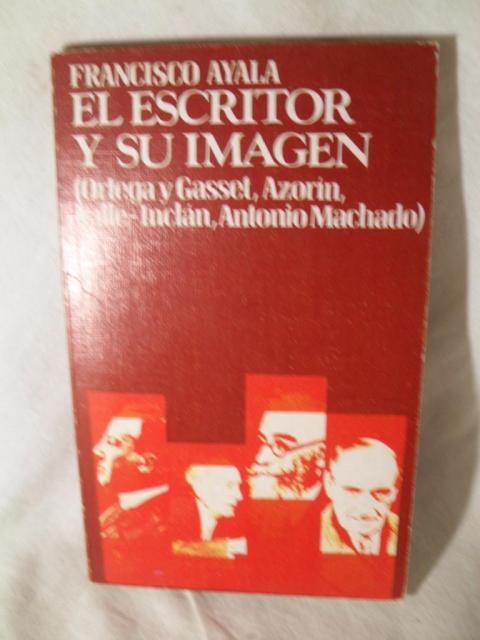 FRANCISCO AYALA
EL ESCRITOR
Y SU IMAGEN
(Ortega y Gasset, Azorín,
Valle-Inclán, Antonio Machado)